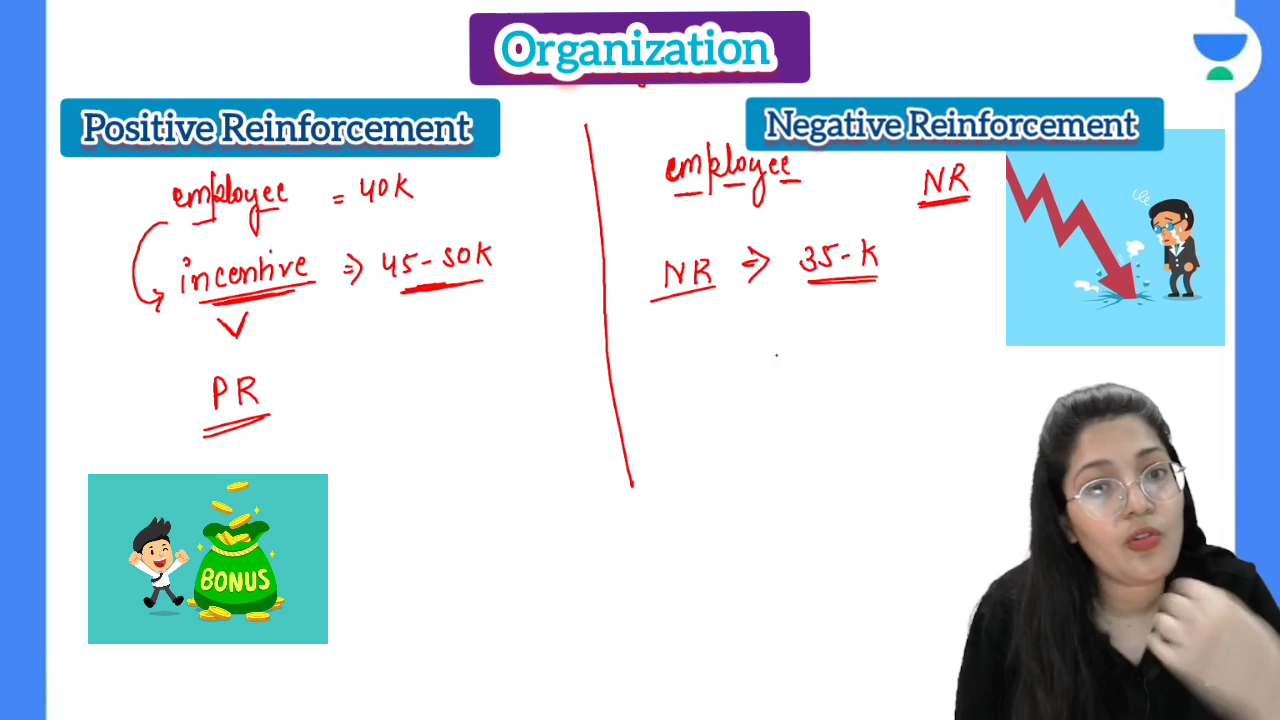 Organization
Positive Reinforcement
employee = 40K
incentive => 45-50K
PR
BONUS
Negative Reinforcement
employee
NR
NR => 35-K